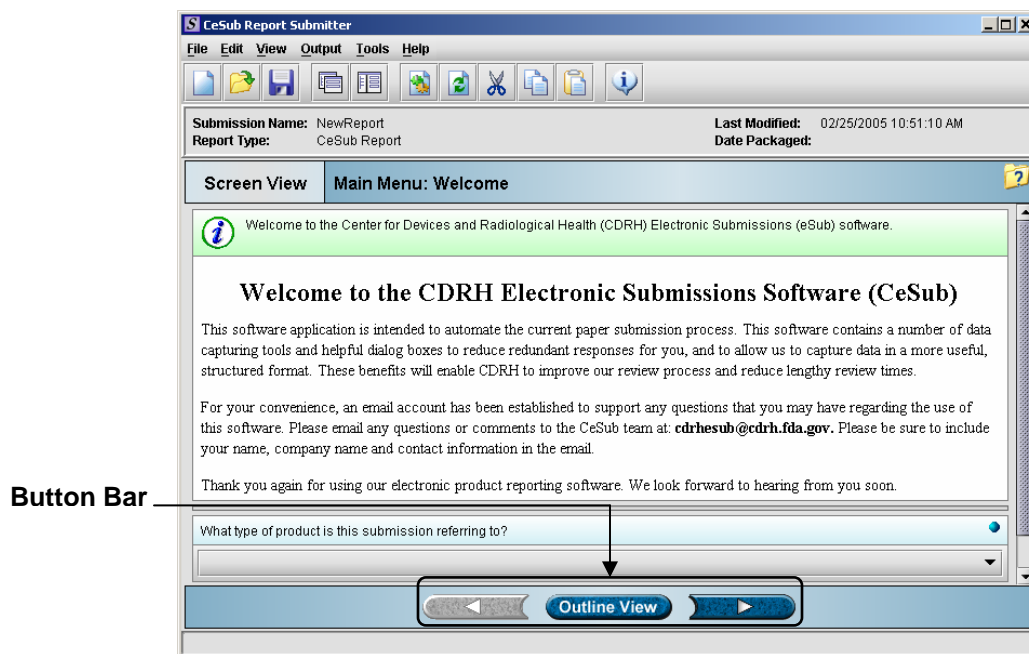 CeSub Report Submitter
File Edit View Output Tools Help
Submission Name: NewReport Last Modified: 02/25/2005 10:51:10 AM
Report Type: CeSub Report Date Packaged:
Screen View Main Menu: Welcome
Welcome to the Center for Devices and Radiological Health (CDRH) Electronic Submissions (eSub) software.
Welcome to the CDRH Electronic Submissions Software (CeSub)
This software application is intended to automate the current paper submission process. This software contains a number of data
capturing tools and helpful dialog boxes to reduce redundant responses for you, and to allow us to capture data in a more useful,
structured format. These benefits will enable CDRH to improve our review process and reduce lengthy review times.
For your convenience, an email account has been established to support any questions that you may have regarding the use of
this software. Please email any questions or comments to the CeSub team at: cdrhesub@cdrh.fda.gov. Please be sure to include
your name, company name and contact information in the email.
Thank you again for using our electronic product reporting software. We look forward to hearing from you soon.
Button Bar
What type of product is this submission referring to?
Outline View